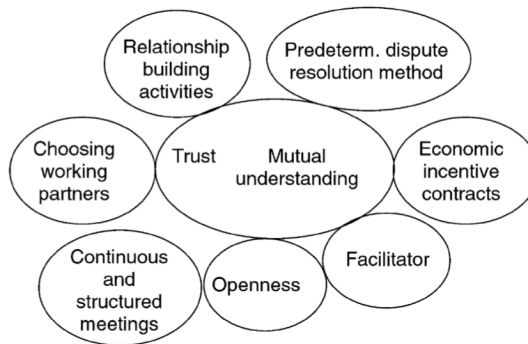 Relationship
building
activities
Predeterm. dispute
resolution method
Choosing
working
partners
Trust
Mutual
understanding
Economic
incentive
contracts
Continuous
and
structured
meetings
Openness
Facilitator